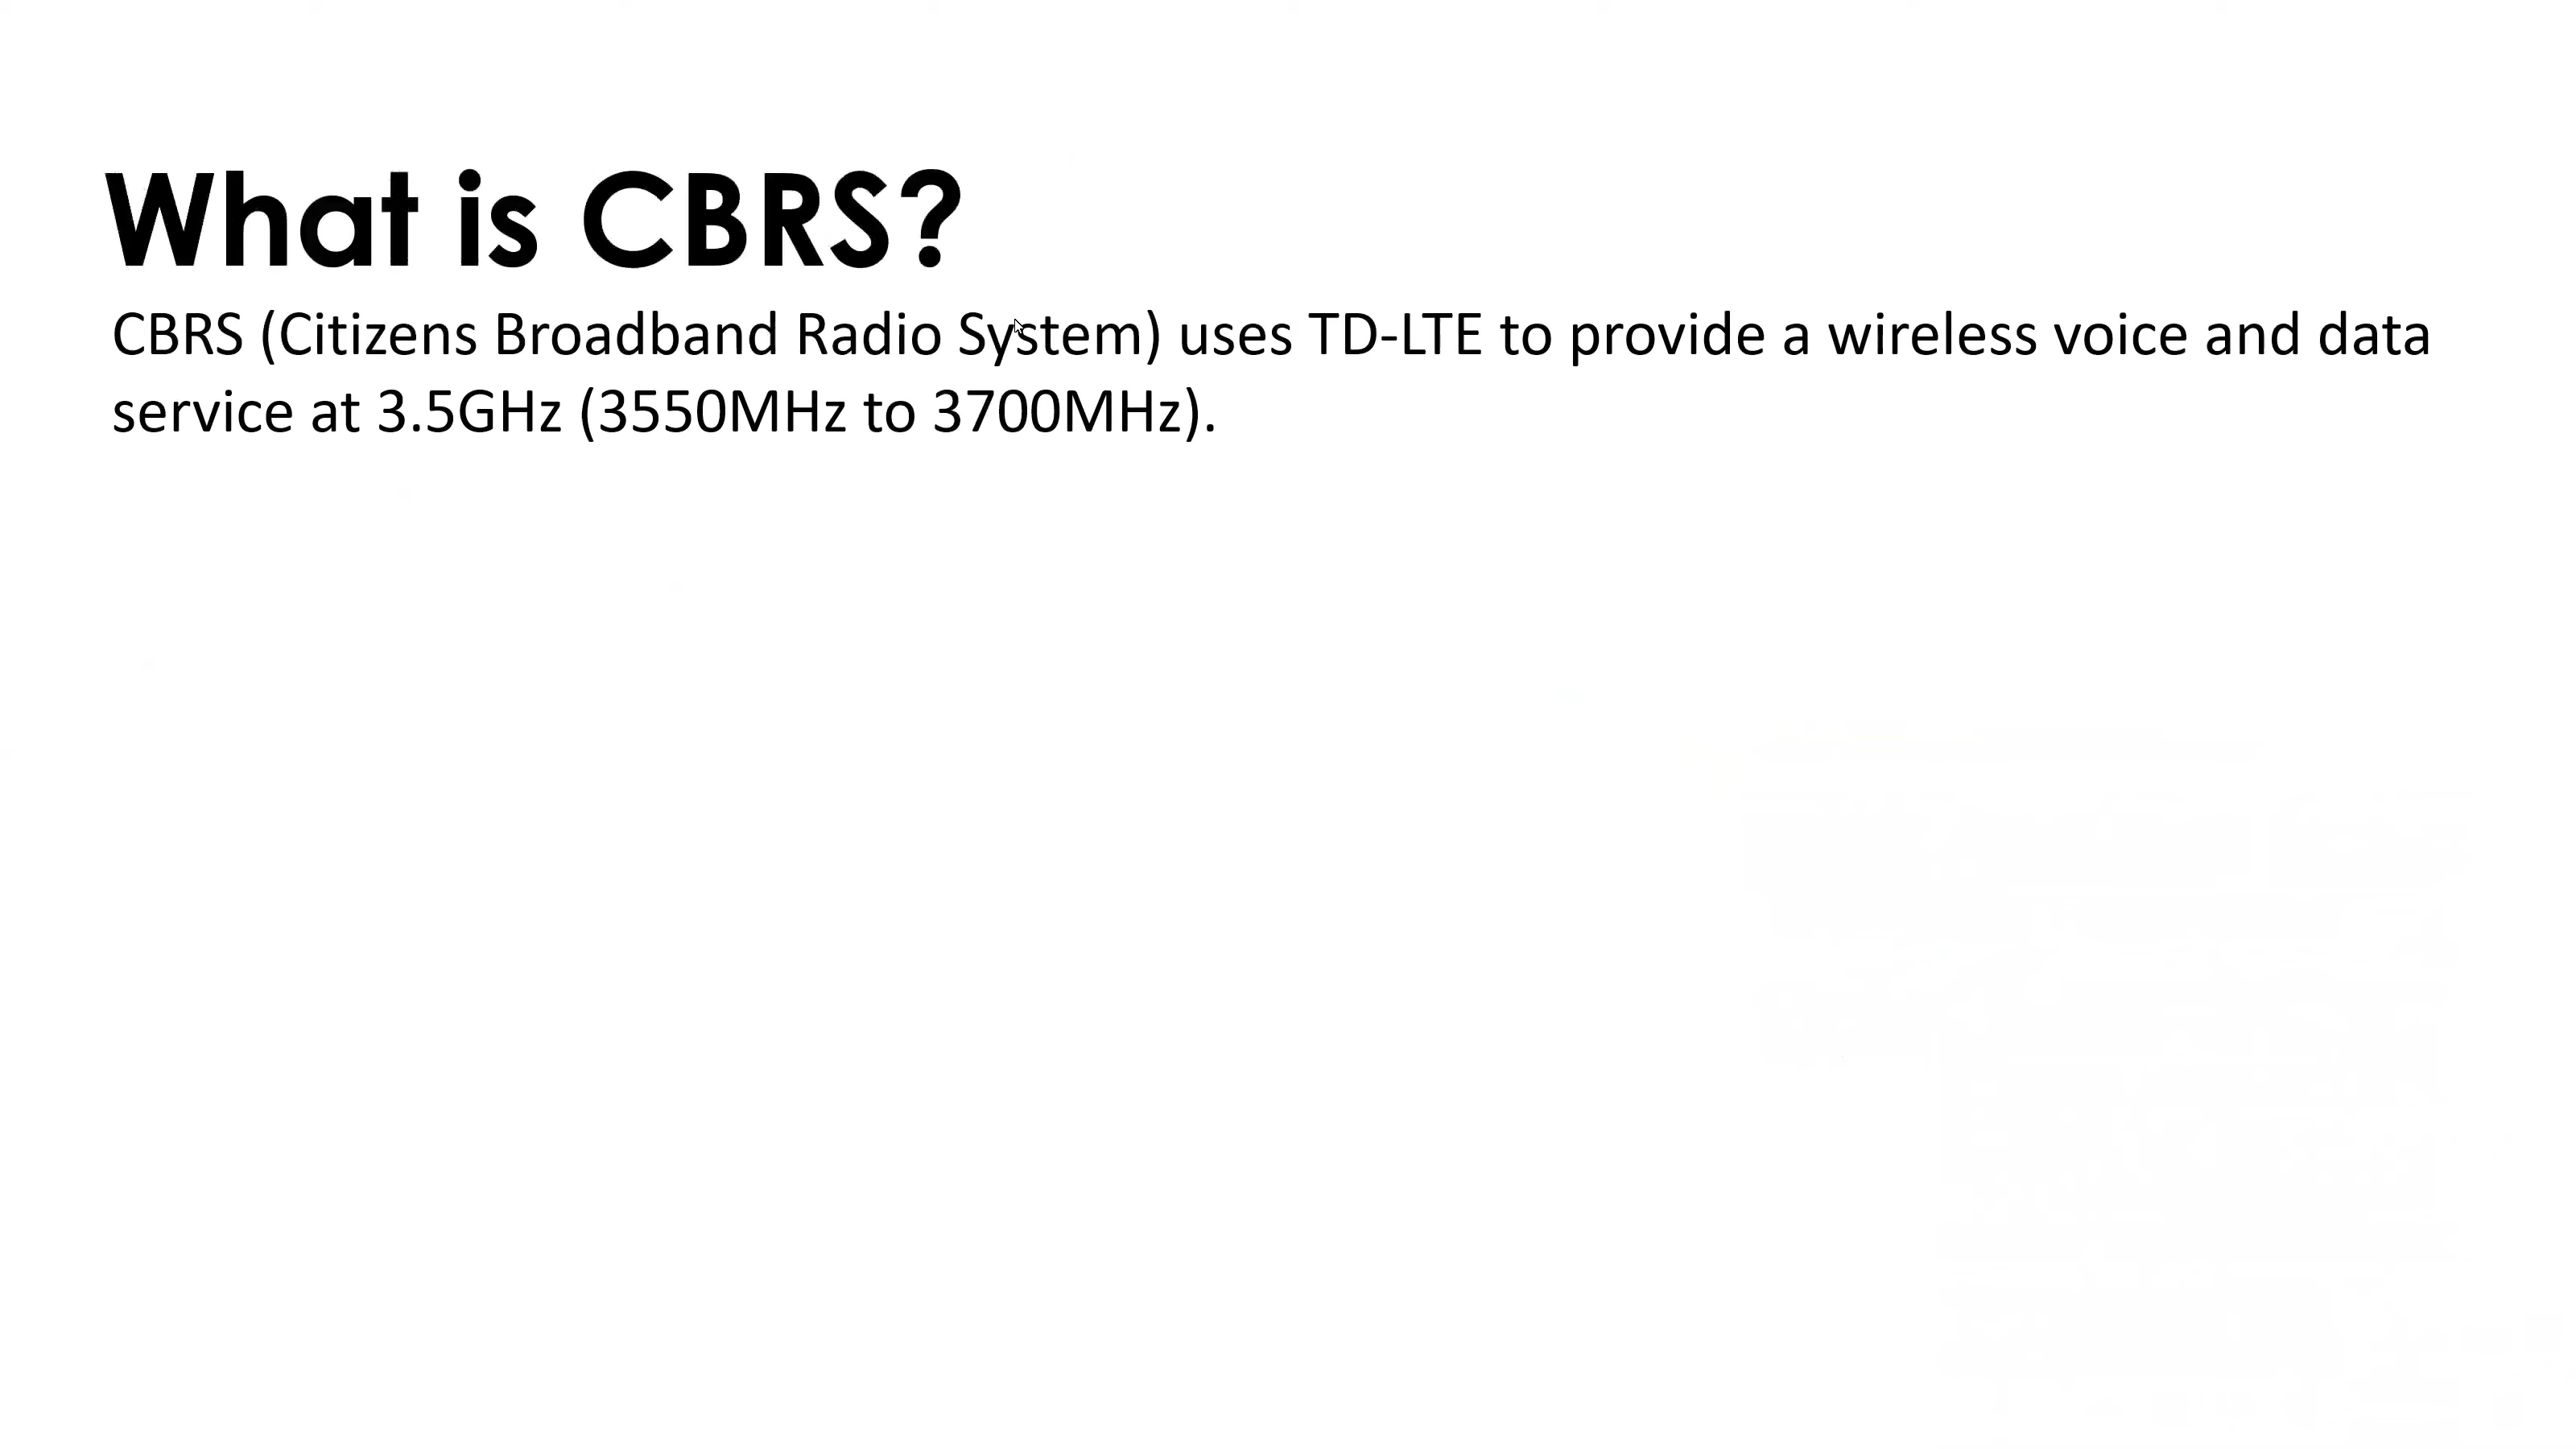 What is CBRS?
CBRS (Citizens Broadband Radio System) uses TD-LTE to provide a wireless voice and data
service at 3.5GHz (3550MHz to 3700MHz).